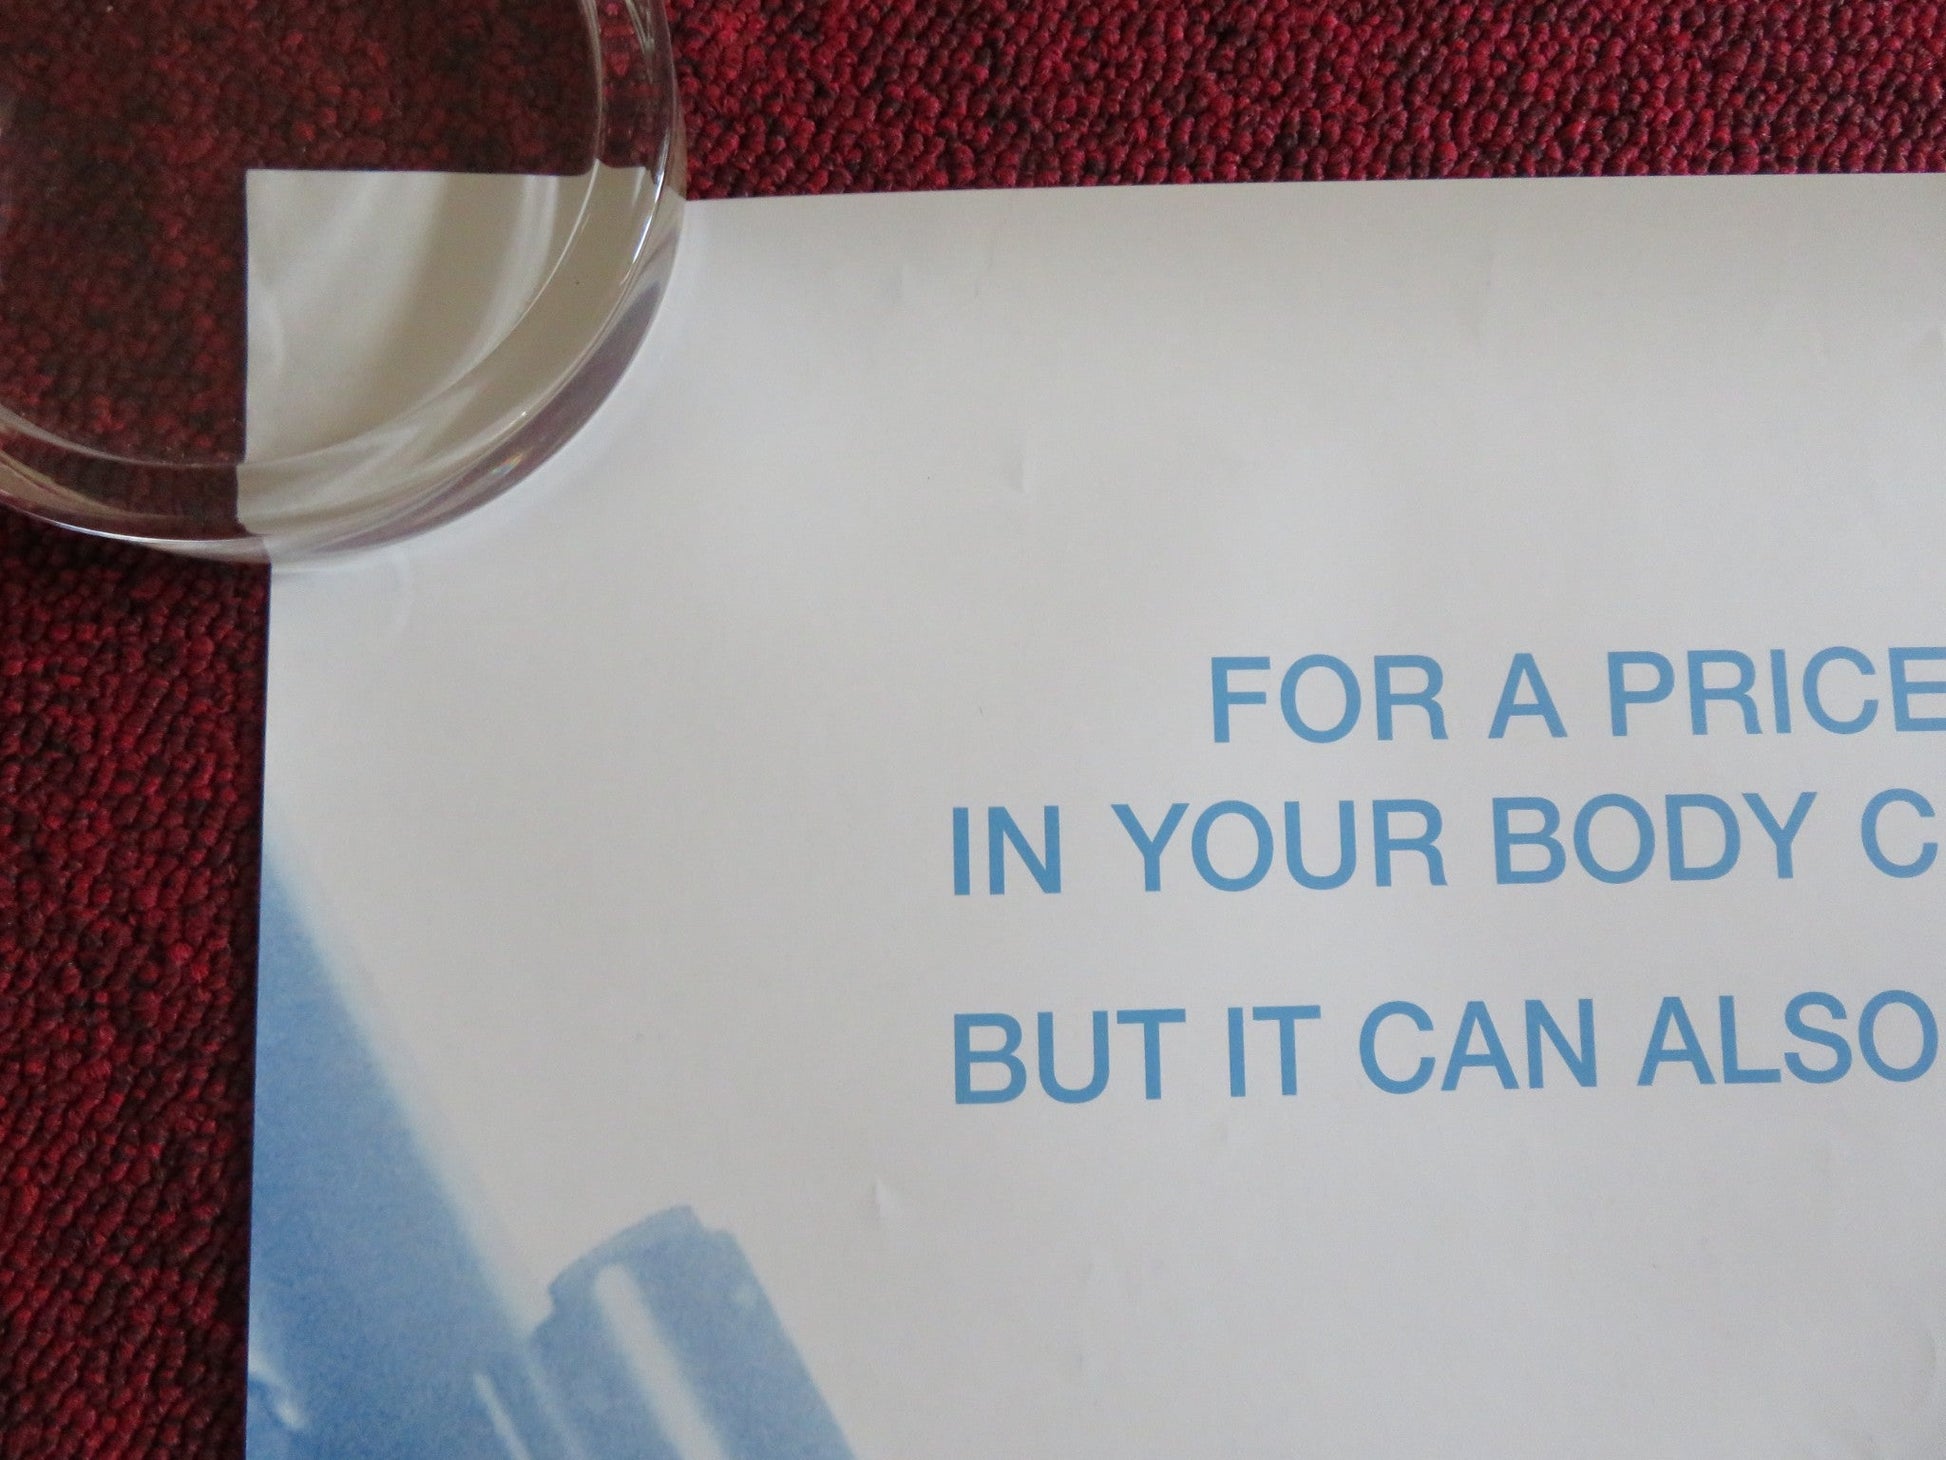 FOR A PRICE
IN YOUR BODY C
BUT IT CAN ALSO